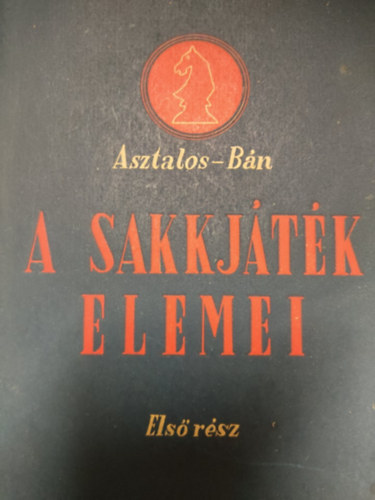 Asztalos-Bán
A SAKKJÁTÉK
ELEMEI
Első rész